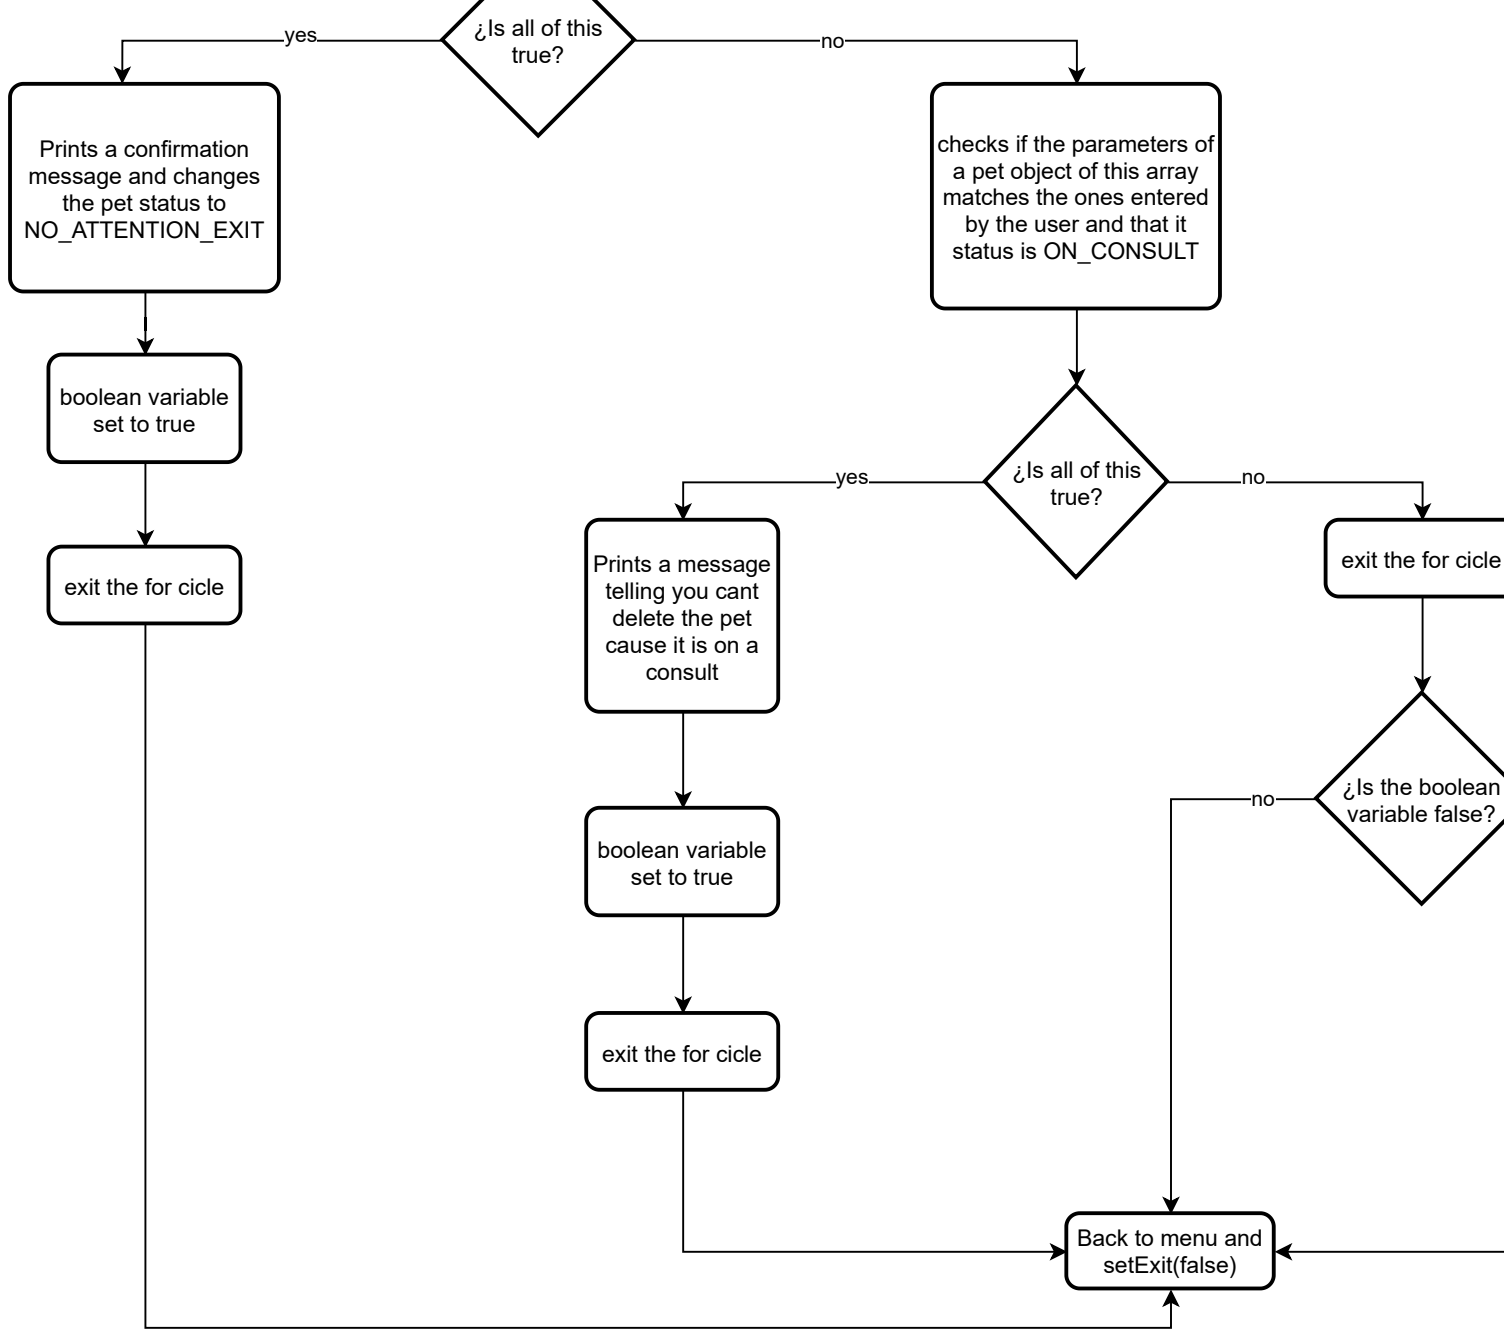 ¿Is all of this
true?
yes
no
Prints a confirmation
message and changes
the pet status to
NO_ATTENTION_EXIT
checks if the parameters of
a pet object of this array
matches the ones entered
by the user and that it
status is ON_CONSULT
boolean variable
set to true
exit the for cicle
¿Is all of this
true?
yes
no
Prints a message
telling you cant
delete the pet
cause it is on a
consult
exit the for cicle
¿Is the boolean
variable false?
no
boolean variable
set to true
exit the for cicle
Back to menu and
setExit(false)